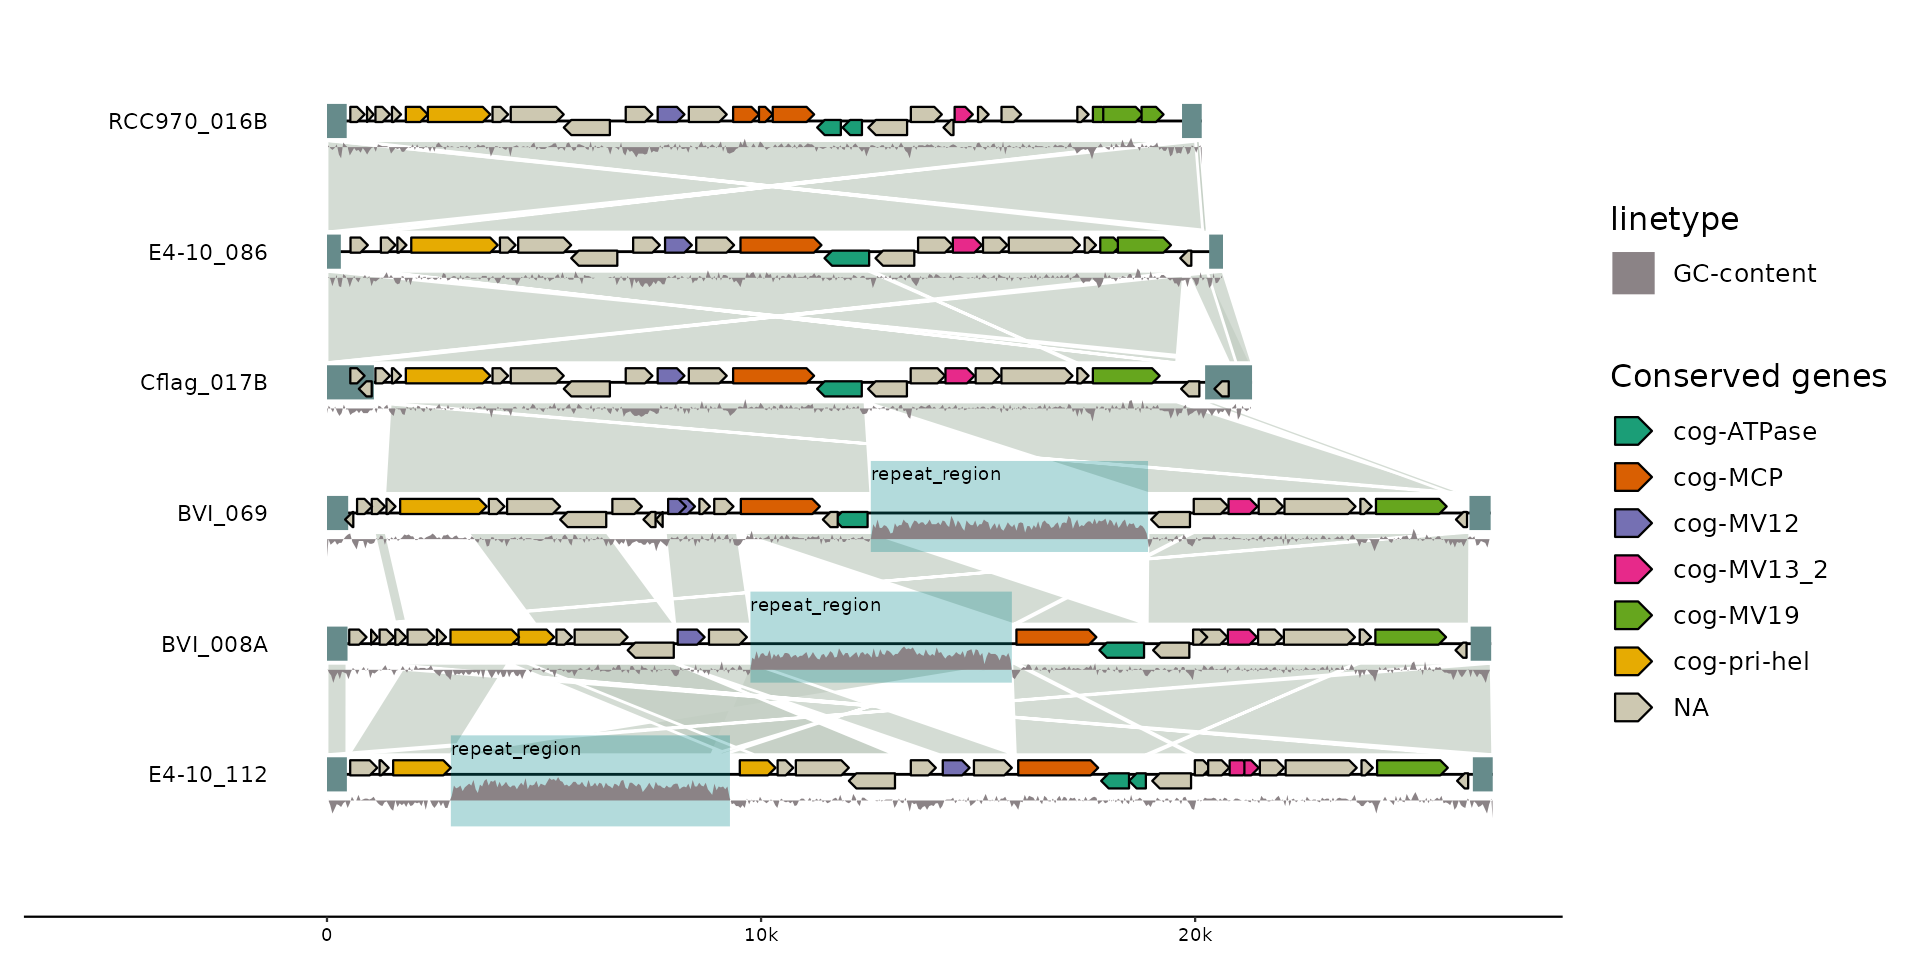 RCC970_016B
E4-10_086
Cflag_017B
BVI_069
repeat_region
BVI_008A
repeat_region
E4-10_112
repeat_region
0
10k
20k
linetype
GC-content
Conserved genes
cog-ATPase
cog-MCP
cog-MV12
cog-MV13_2
cog-MV19
cog-pri-hel
NA